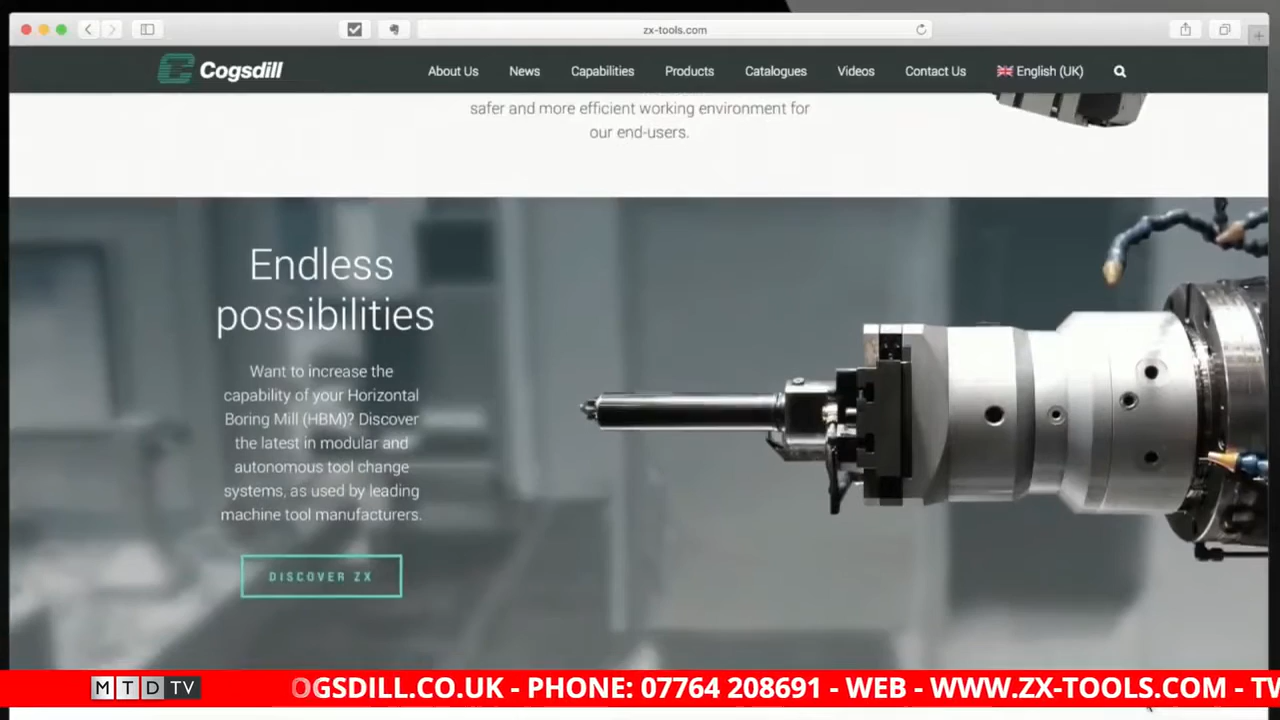 zx-tools.com
Cogsdill About Us News Capabilities Products Catalogues Videos Contact Us English (UK)
safer and more efficient working environment for
our end-users.
Endless
possibilities
Want to increase the
capability of your Horizontal
Boring Mill (HBM)? Discover
the latest in modular and
autonomous tool change
systems, as used by leading
machine tool manufacturers.
DISCOVER ZX
MTD TV OGSDILL.CO.UK - PHONE: 07764 208691 - WEB - WWW.ZX-TOOLS.COM - TW